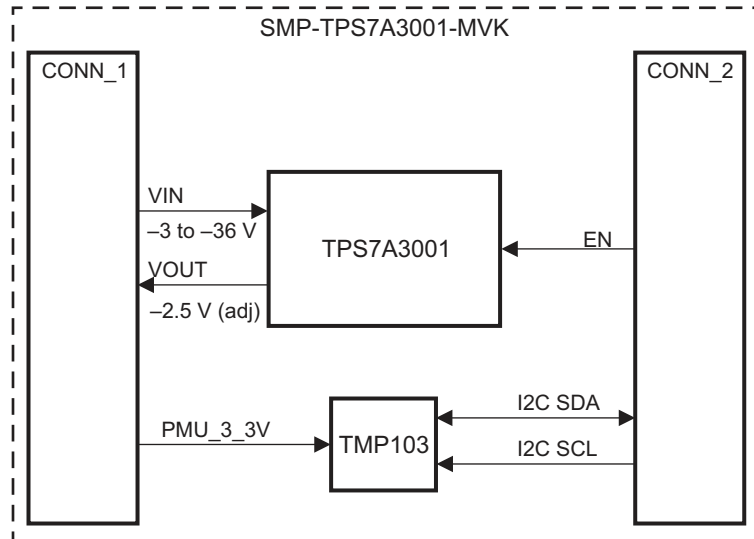 SMP-TPS7A3001-MVK
CONN_1
CONN_2
VIN
–3 to –36 V
TPS7A3001
EN
VOUT
–2.5 V (adj)
I2C SDA
PMU_3_3V
TMP103
I2C SCL